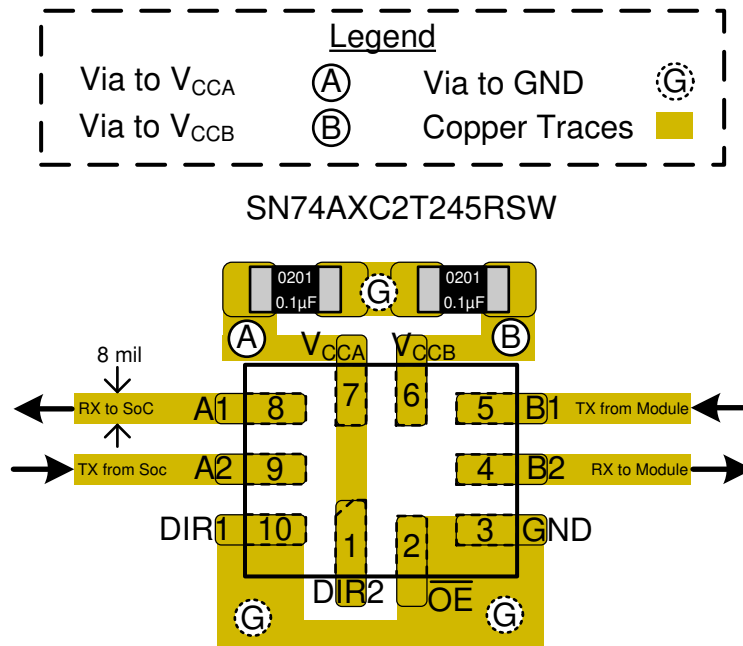 Legend
Via to VCCA A Via to GND G
Via to VCCB B Copper Traces
SN74AXC2T245RSW
0201 0201
0.1µF G 0.1µF
A VCCA VCCB B
8 mil
7 6
RX to SoC A1 8 5 B1 TX from Module
TX from Soc A2 9 4 B2 RX to Module
DIR1 10 1 2 3 GND
DIR2 OE
G G